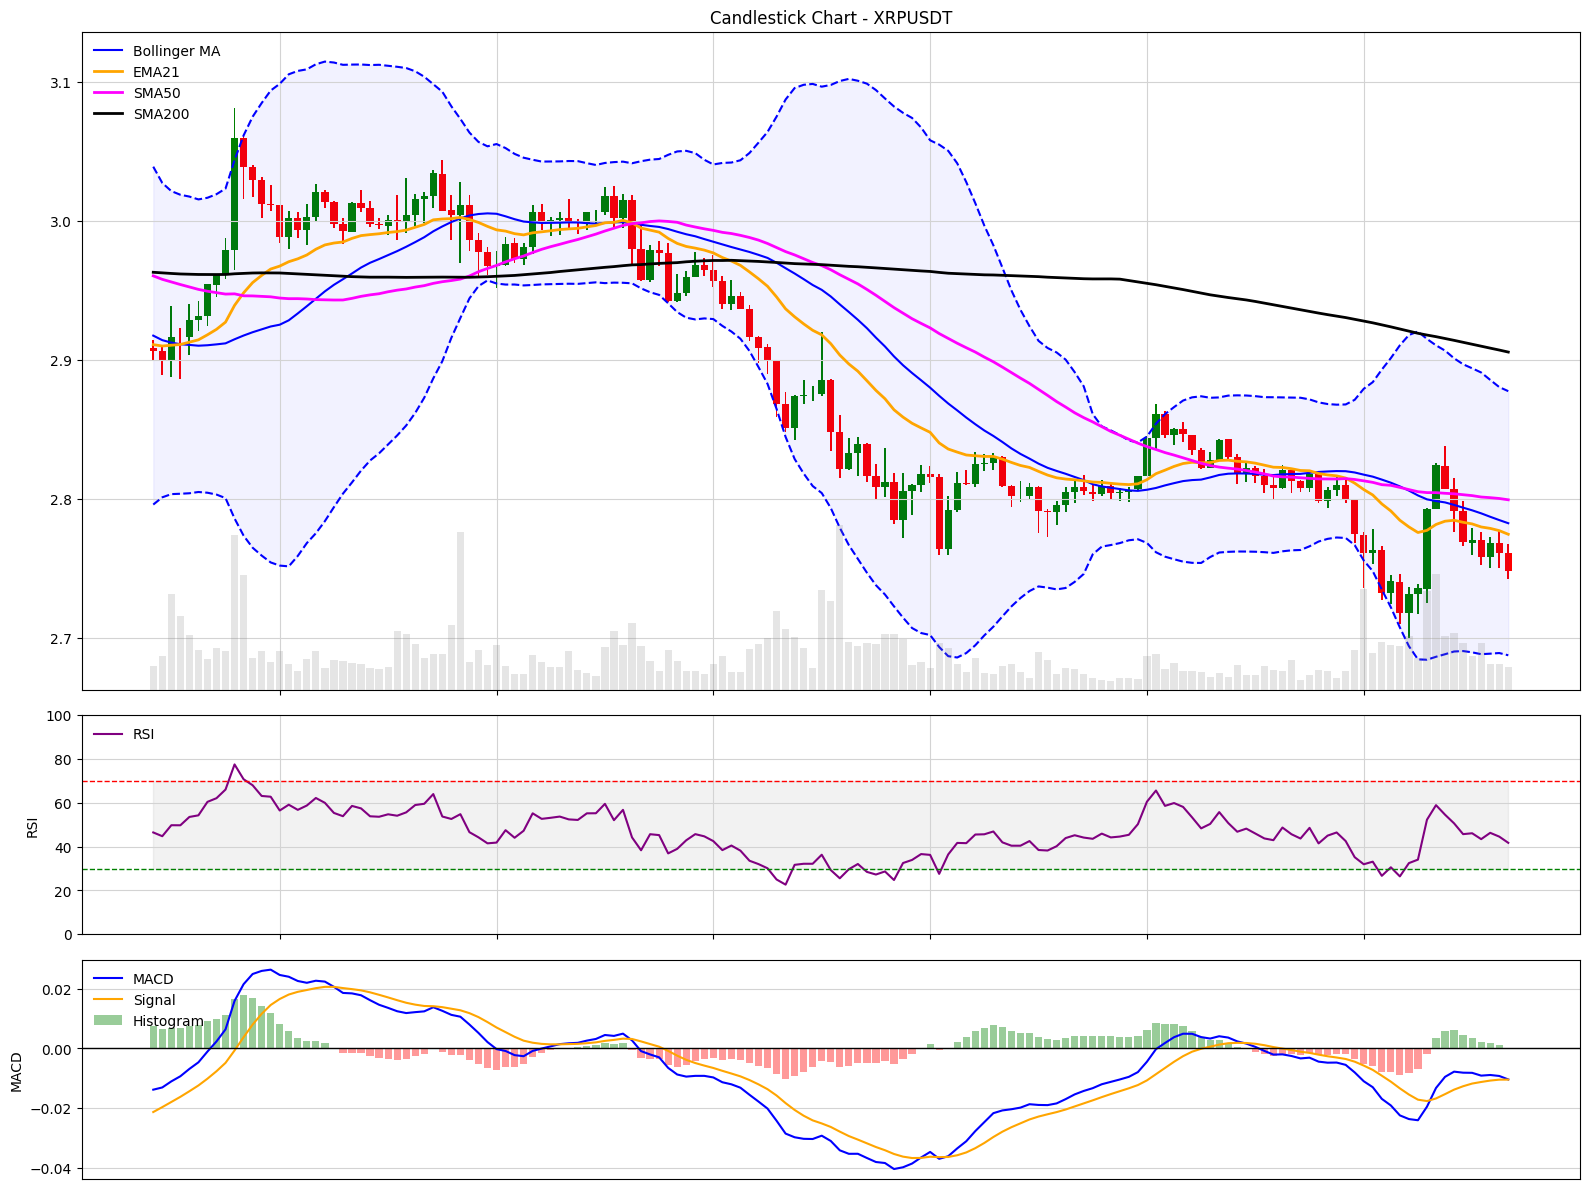 Candlestick Chart - XRPUSDT
Bollinger MA
EMA21
SMA50
SMA200
3.1
3.0
2.9
2.8
2.7
RSI
100
80
60
40
20
0
RSI
MACD
Signal
Histogram
0.02
0.00
−0.02
−0.04
MACD